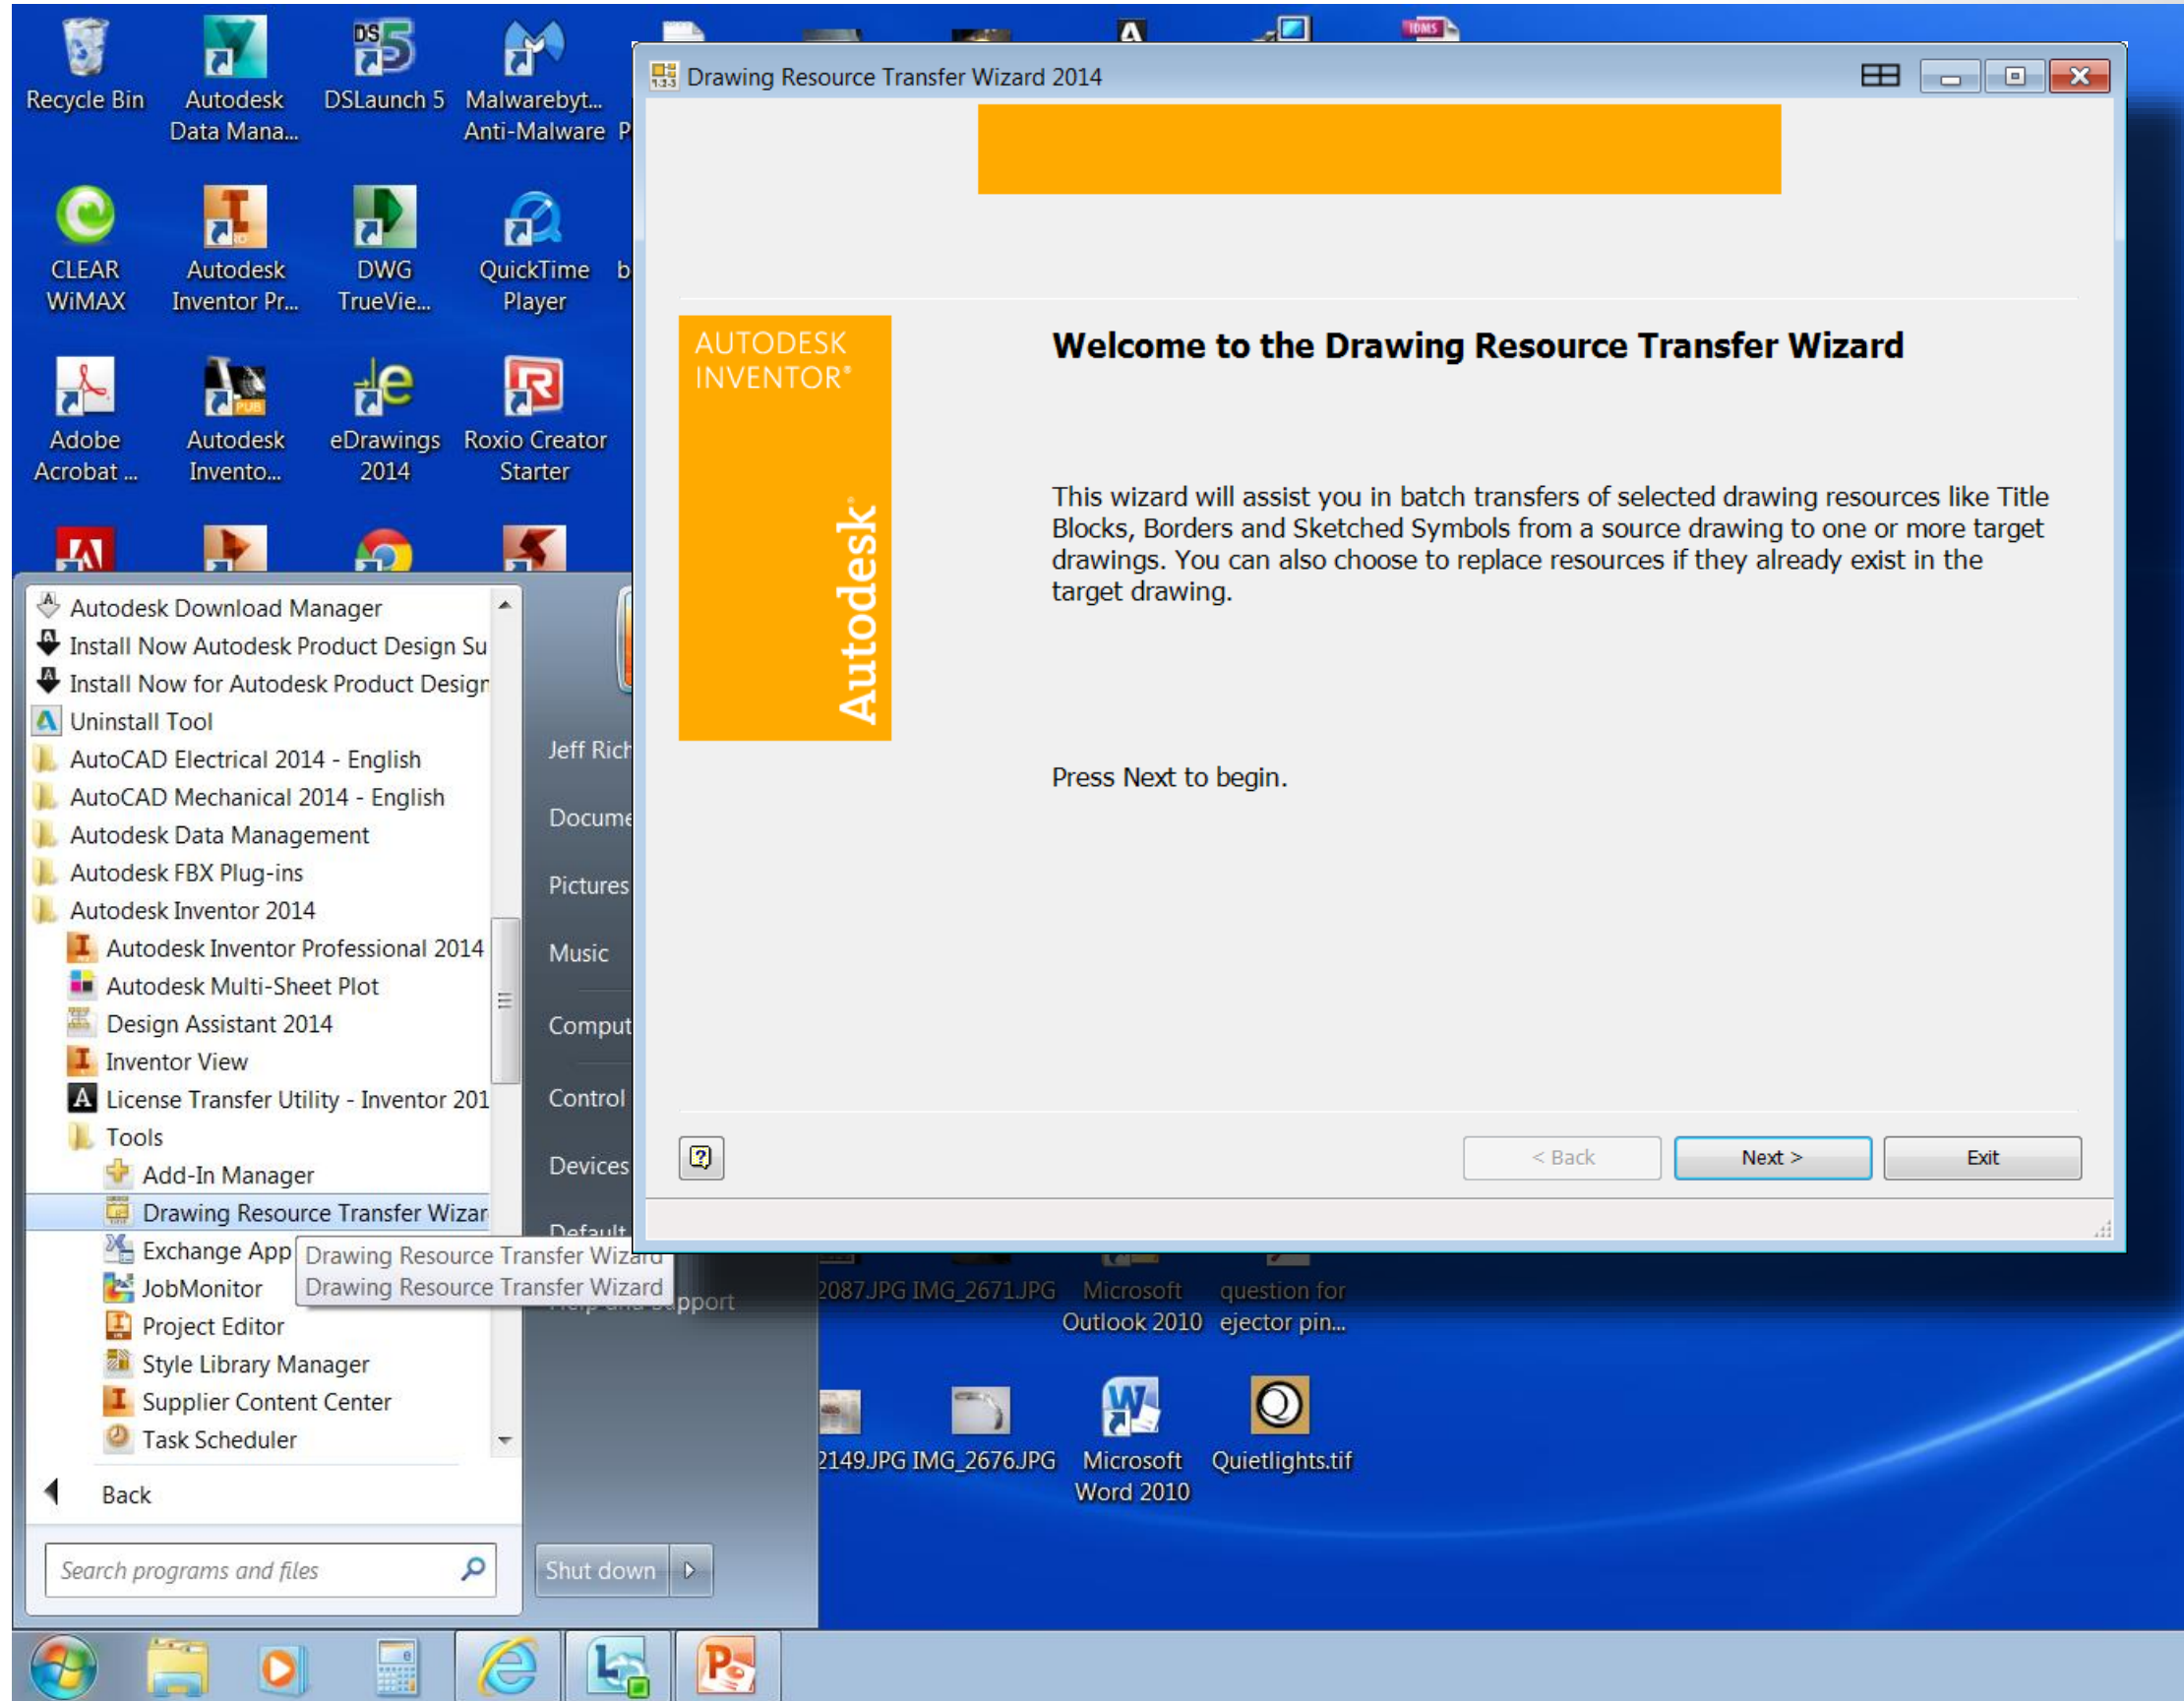 Recycle Bin
Autodesk
Data Mana...
DSLaunch 5
Malwarebyt...
Anti-Malware
CLEAR
WiMAX
Autodesk
Inventor Pr...
DWG
TrueVie...
QuickTime
Player
Adobe
Acrobat ...
Autodesk
Invento...
eDrawings
2014
Roxio Creator
Starter
Autodesk Download Manager
Install Now Autodesk Product Design Su
Install Now for Autodesk Product Design
Uninstall Tool
AutoCAD Electrical 2014 - English
AutoCAD Mechanical 2014 - English
Autodesk Data Management
Autodesk FBX Plug-ins
Autodesk Inventor 2014
Autodesk Inventor Professional 2014
Autodesk Multi-Sheet Plot
Design Assistant 2014
Inventor View
License Transfer Utility - Inventor 201
Tools
Add-In Manager
Drawing Resource Transfer Wizar
Exchange App
JobMonitor
Project Editor
Style Library Manager
Supplier Content Center
Task Scheduler
Back
Search programs and files
Drawing Resource Transfer Wizard
Drawing Resource Transfer Wizard
Jeff Rich
Docume
Pictures
Music
Comput
Control
Devices
Default
Help and Support
Shut down
Drawing Resource Transfer Wizard 2014
AUTODESK
INVENTOR®
Autodesk®
Welcome to the Drawing Resource Transfer Wizard
This wizard will assist you in batch transfers of selected drawing resources like Title
Blocks, Borders and Sketched Symbols from a source drawing to one or more target
drawings. You can also choose to replace resources if they already exist in the
target drawing.
Press Next to begin.
< Back
Next >
Exit
2087.JPG
IMG_2671.JPG
Microsoft
Outlook 2010
question for
ejector pin...
2149.JPG
IMG_2676.JPG
Microsoft
Word 2010
Quietlights.tif